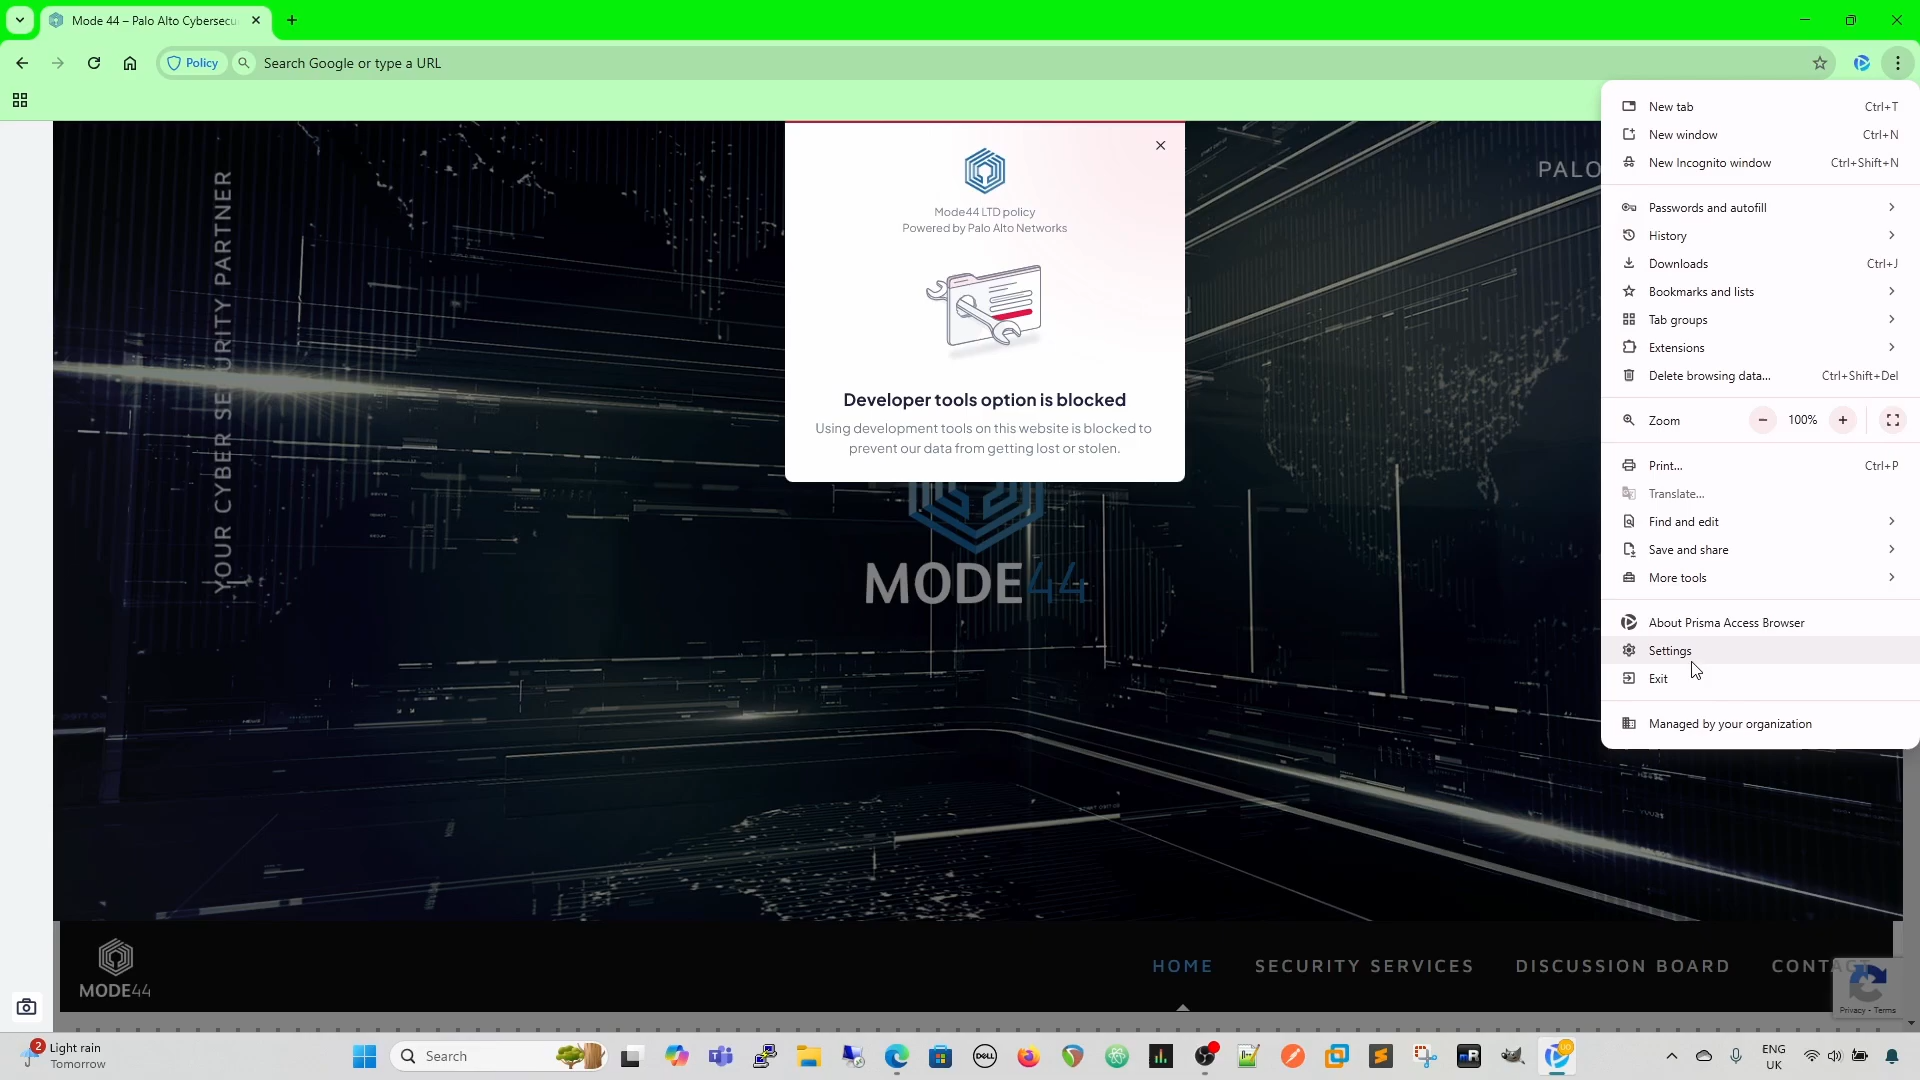 Mode 44 – Palo Alto Cybersecu
Policy
Search Google or type a URL
New tab Ctrl+T
New window Ctrl+N
New Incognito window Ctrl+Shift+N
Passwords and autofill
History
Downloads Ctrl+J
Bookmarks and lists
Tab groups
Extensions
Delete browsing data... Ctrl+Shift+Del
Zoom − 100% +
Print... Ctrl+P
Translate...
Find and edit
Save and share
More tools
About Prisma Access Browser
Settings
Exit
Managed by your organization
Mode44 LTD policy
Powered by Palo Alto Networks
Developer tools option is blocked
Using development tools on this website is blocked to
prevent our data from getting lost or stolen.
YOUR CYBER SECURITY PARTNER
PALO
MODE44
MODE44
HOME SECURITY SERVICES DISCUSSION BOARD CONTAC
Privacy - Terms
2
Light rain
Tomorrow
Search
DELL
ENG
UK